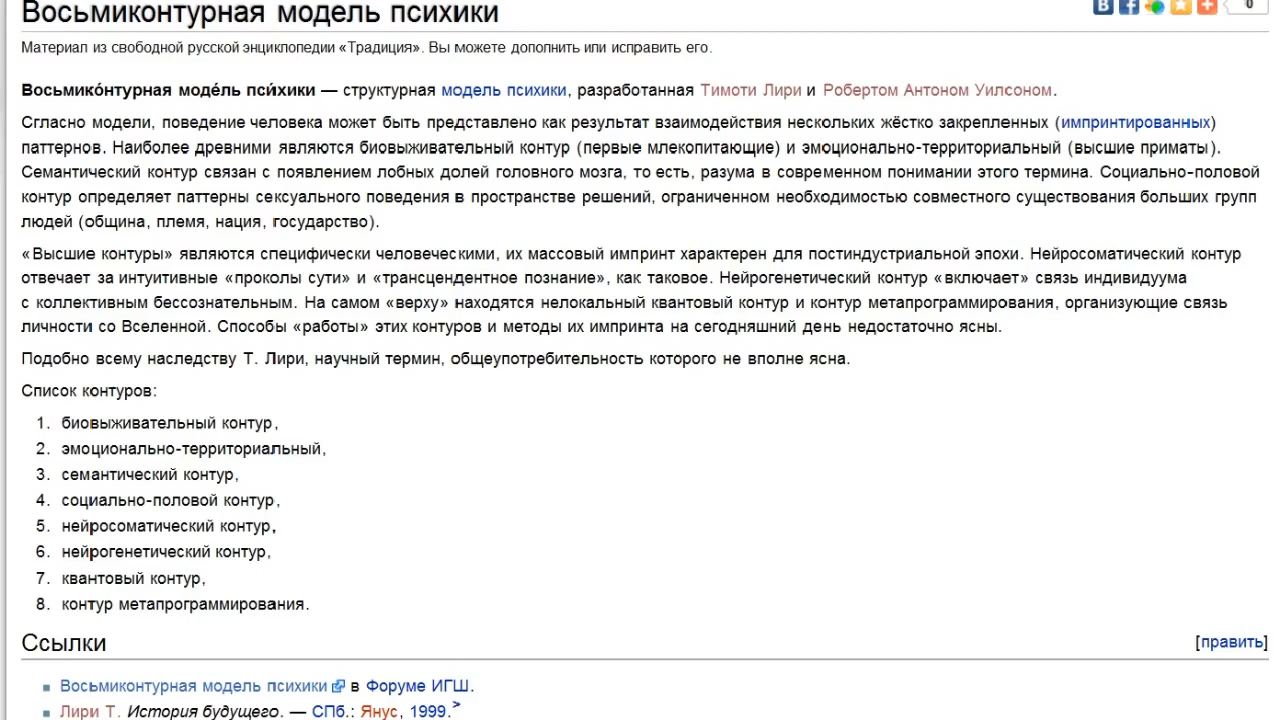 Восьмиконтурная модель психики
В
f
0
Материал из свободной русской энциклопедии «Традиция». Вы можете дополнить или исправить его.
Восьмико́нтурная моде́ль пси́хики — структурная модель психики, разработанная Тимоти Лири и Робертом Антоном Уилсоном.
Сгласно модели, поведение человека может быть представлено как результат взаимодействия нескольких жёстко закрепленных (импринтированных)
паттернов. Наиболее древними являются биовыживательный контур (первые млекопитающие) и эмоционально-территориальный (высшие приматы).
Семантический контур связан с появлением лобных долей головного мозга, то есть, разума в современном понимании этого термина. Социально-половой
контур определяет паттерны сексуального поведения в пространстве решений, ограниченном необходимостью совместного существования больших групп
людей (община, племя, нация, государство).
«Высшие контуры» являются специфически человеческими, их массовый импринт характерен для постиндустриальной эпохи. Нейросоматический контур
отвечает за интуитивные «проколы сути» и «трансцендентное познание», как таковое. Нейрогенетический контур «включает» связь индивидуума
с коллективным бессознательным. На самом «верху» находятся нелокальный квантовый контур и контур метапрограммирования, организующие связь
личности со Вселенной. Способы «работы» этих контуров и методы их импринта на сегодняшний день недостаточно ясны.
Подобно всему наследству Т. Лири, научный термин, общеупотребительность которого не вполне ясна.
Список контуров:
1. биовыживательный контур,
2. эмоционально-территориальный,
3. семантический контур,
4. социально-половой контур,
5. нейросоматический контур,
6. нейрогенетический контур,
7. квантовый контур,
8. контур метапрограммирования.
Ссылки
[править]
Восьмиконтурная модель психики в Форуме ИГШ.
Лири Т. История будущего. — СПб.: Янус, 1999.>